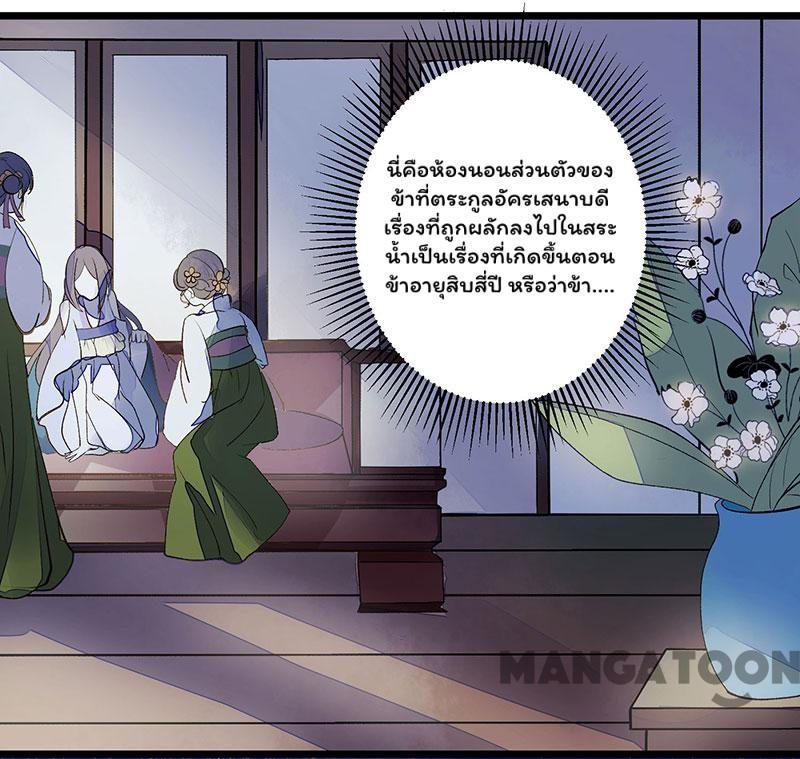 นี่คือห้องนอนส่วนตัวของ
ข้าที่ตระกูลอัครเสนาบดี
เรื่องที่ถูกผลักลงไปในสระ
น้ำเป็นเรื่องที่เกิดขึ้นตอน
ข้าอายุสิบสี่ปี หรือว่าข้า....
MANGATOON